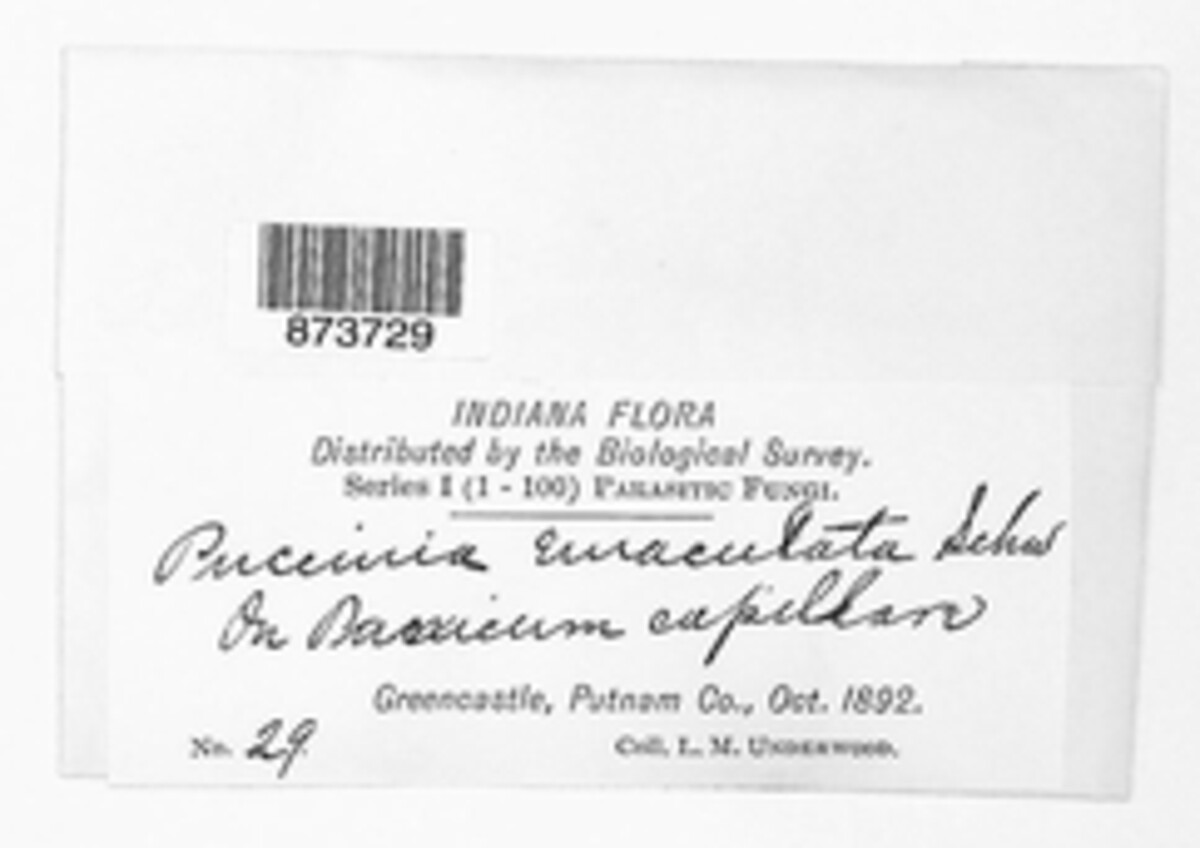 873729
INDIANA FLORA
Distributed by the Biological Survey.
Series I (1 - 100) PARASITIC FUNGI.
Puccinia emaculata Schw
On Panicum capillare
Greencastle, Putnam Co., Oct. 1892.
No. 29. Coll. L. M. UNDERWOOD.